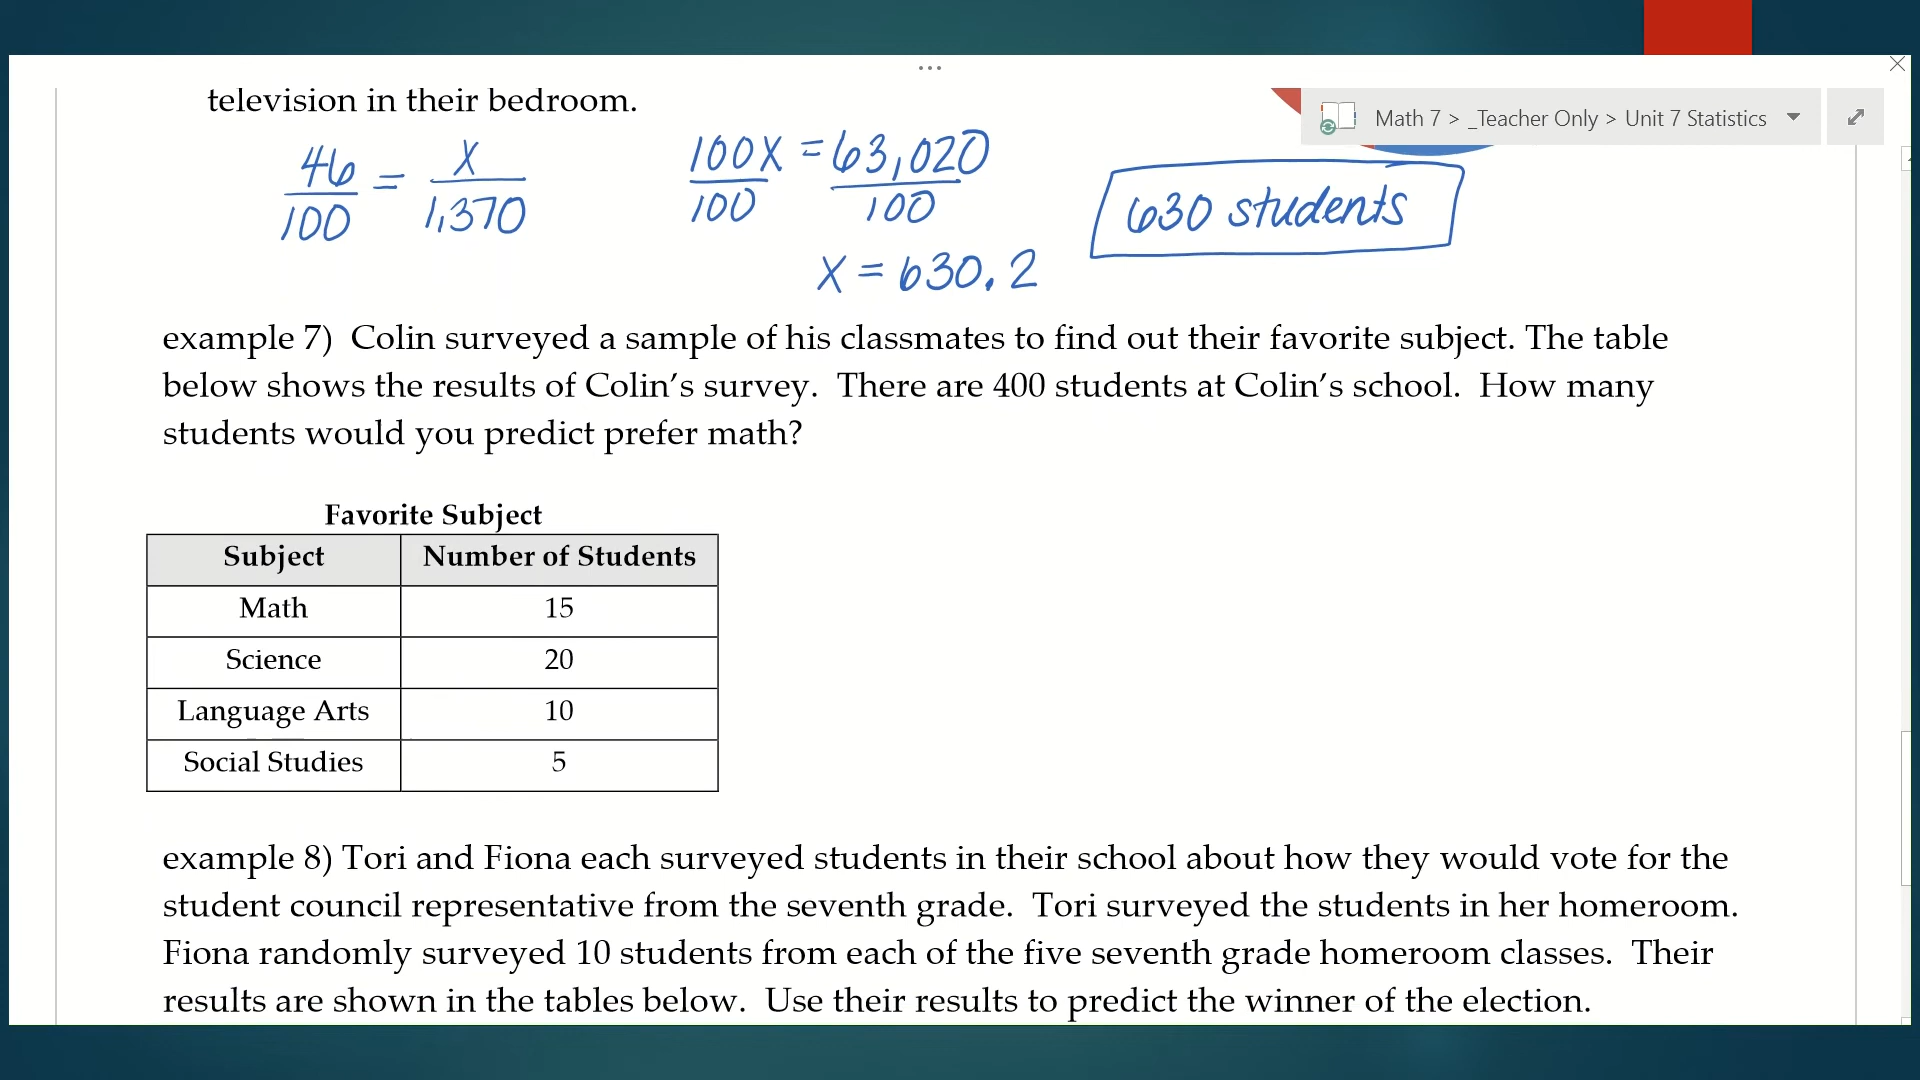 ...
television in their bedroom.
Math 7 > _Teacher Only > Unit 7 Statistics
46/100 = X/1,370
100X/100 = 63,020/100
630 students
X = 630.2
example 7)  Colin surveyed a sample of his classmates to find out their favorite subject. The table
below shows the results of Colin’s survey.  There are 400 students at Colin’s school.  How many
students would you predict prefer math?
Favorite Subject
Subject Number of Students
Math 15
Science 20
Language Arts 10
Social Studies 5
example 8) Tori and Fiona each surveyed students in their school about how they would vote for the
student council representative from the seventh grade.  Tori surveyed the students in her homeroom.
Fiona randomly surveyed 10 students from each of the five seventh grade homeroom classes.  Their
results are shown in the tables below.  Use their results to predict the winner of the election.